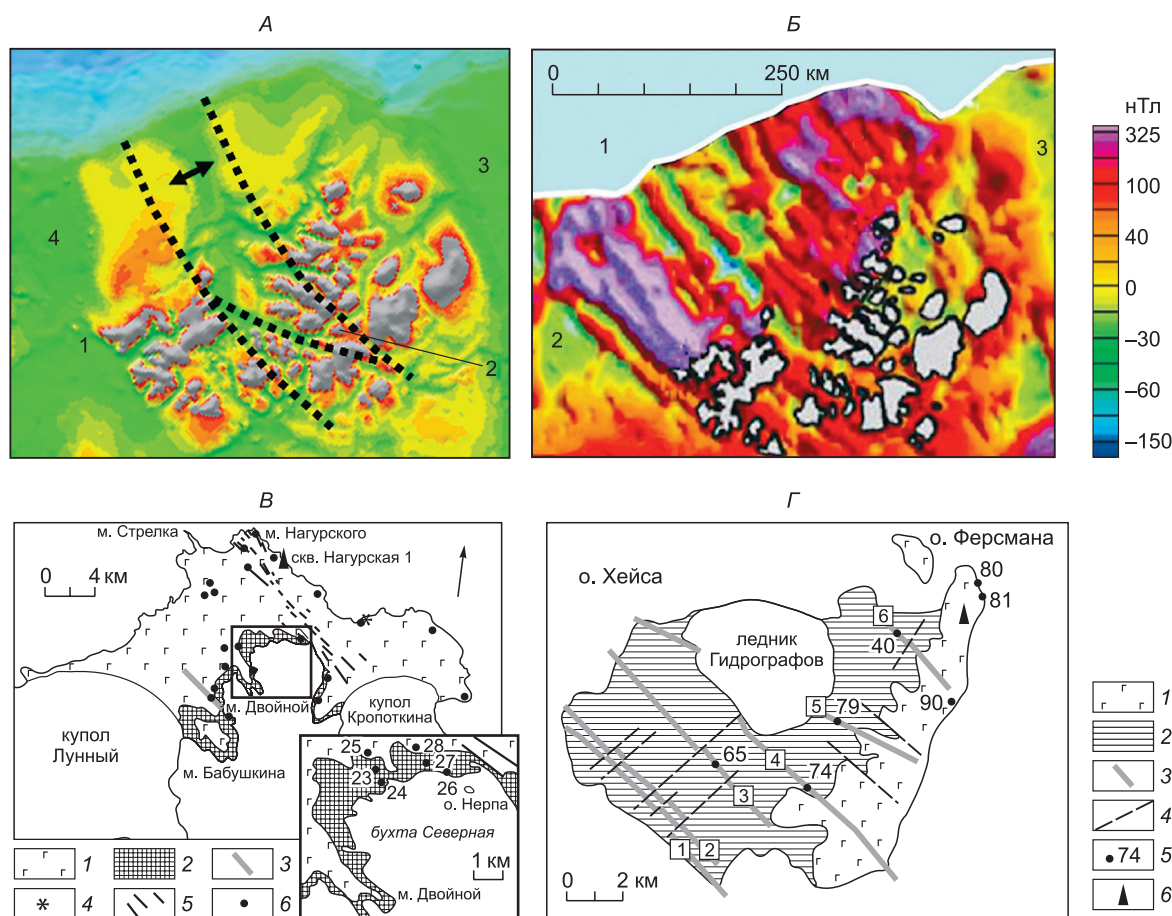 А
Б
3
4
1
2
0 250 км
1
3
2
нТл
325
100
40
0
–30
–60
–150
В
м. Стрелка
м. Нагурского
скв. Нагурская 1
0 4 км
м. Двойной
купол
Кропоткина
купол
Лунный
м. Бабушкина
25
28
23
27
24
26
о. Нерпа
бухта Северная
1 км
м. Двойной
1
2
3
4
5
6
Г
о. Ферсмана
о. Хейса
80
81
6
40
ледник
Гидрографов
90
5
79
65
4
74
3
1
2
0 2 км
1
2
3
4
74 5
6